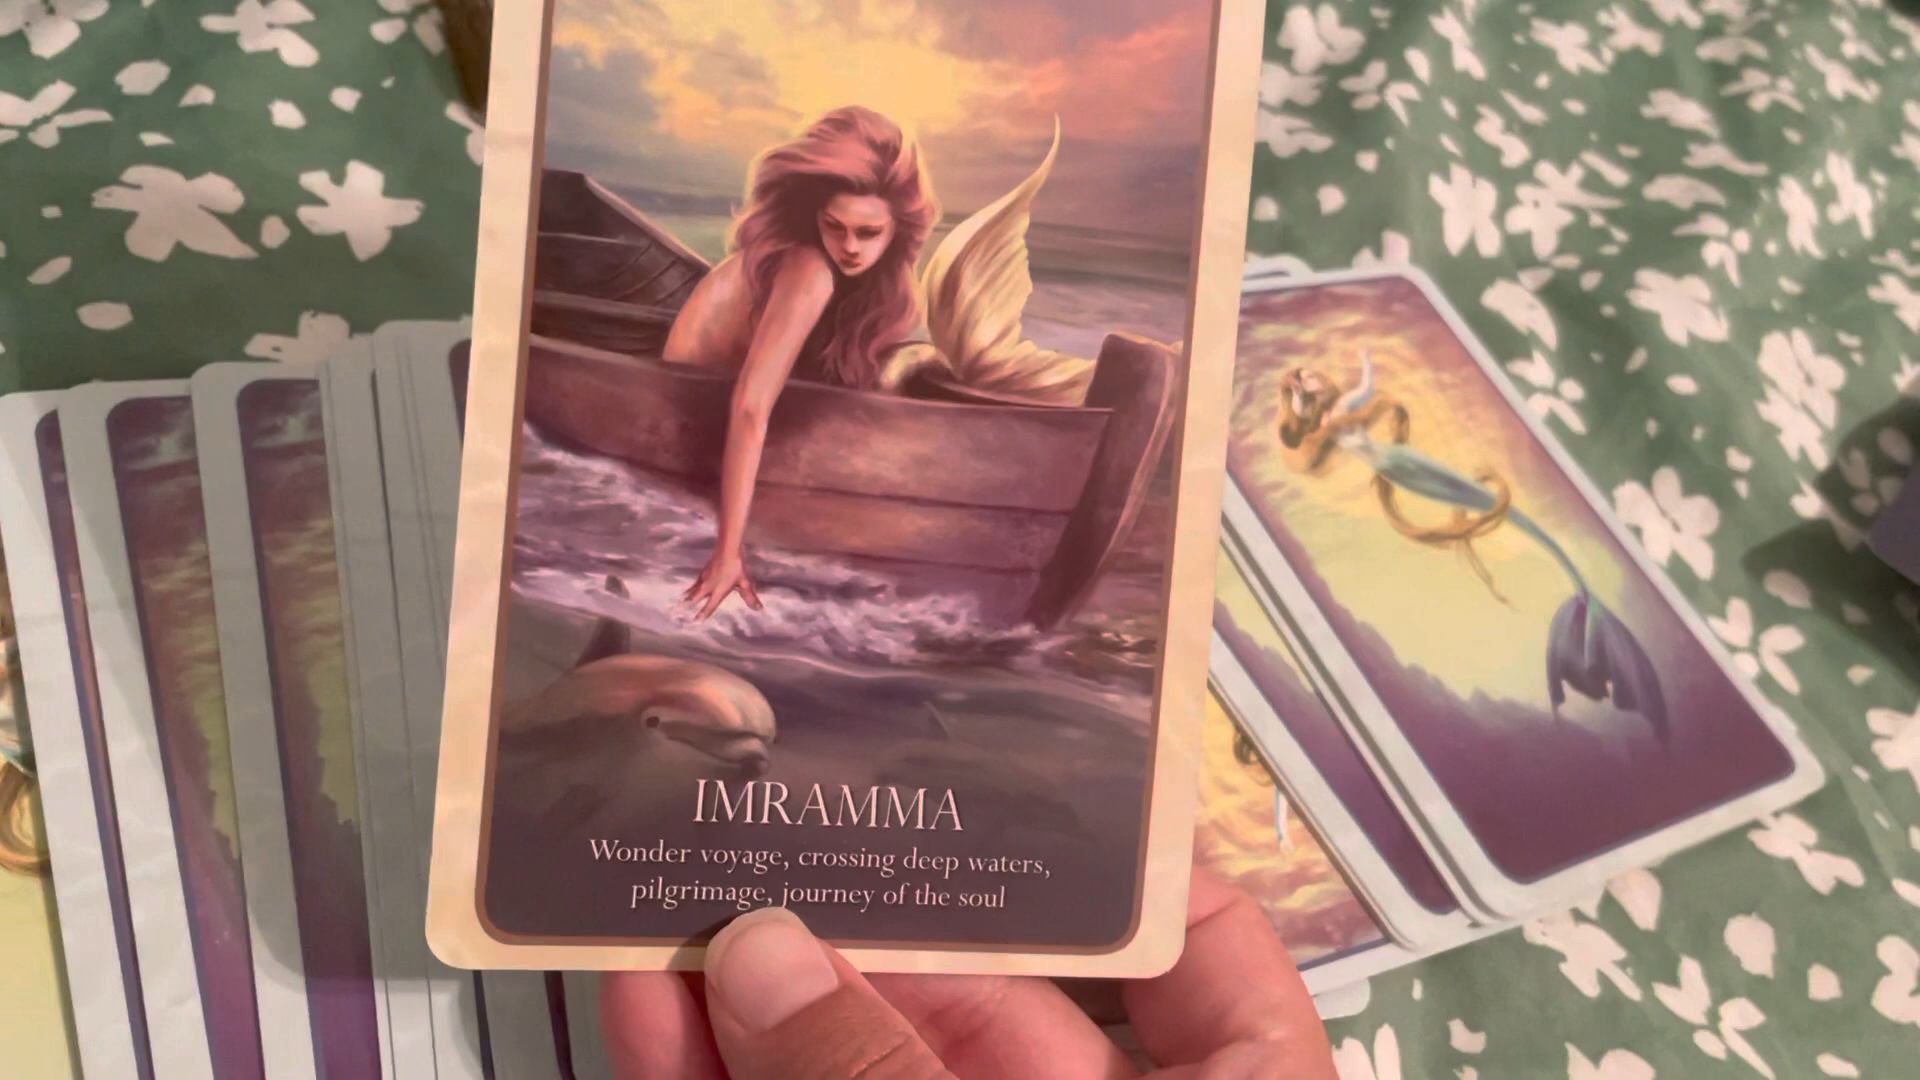 IMRAMMA
Wonder voyage, crossing deep waters,
pilgrimage, journey of the soul